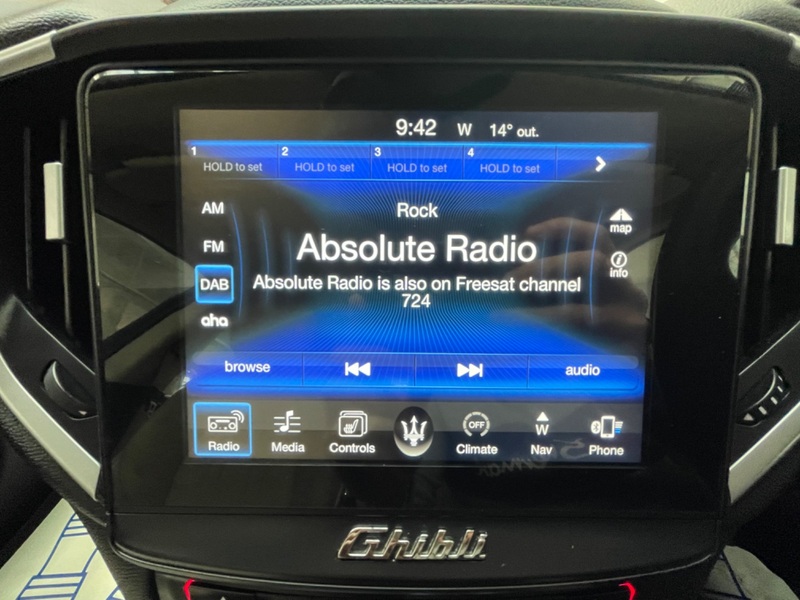 9:42 W 14° out.
1 2 3 4
HOLD to set HOLD to set HOLD to set HOLD to set
AM
Rock
map
FM
Absolute Radio
info
DAB
Absolute Radio is also on Freesat channel
724
aha
browse audio
OFF W
Radio Media Controls Climate Nav Phone
Ghibli